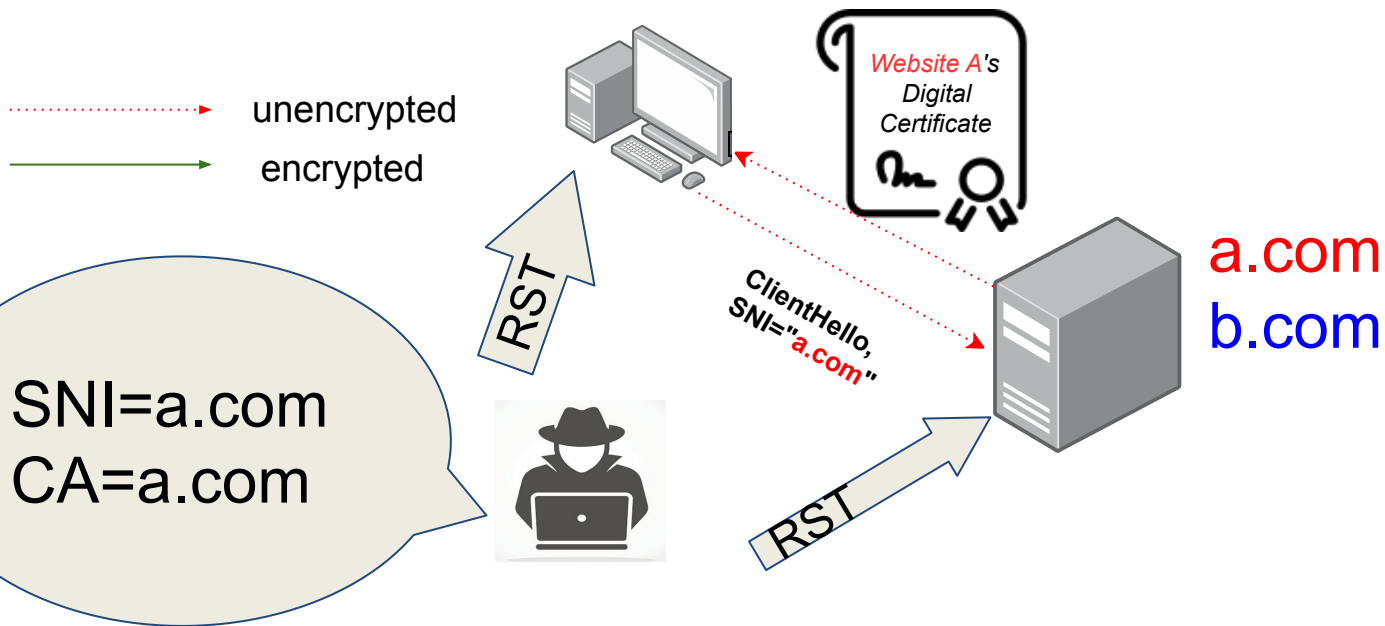 unencrypted
encrypted
Website A's
Digital
Certificate
ClientHello,
SNI="a.com"
a.com
b.com
RST
SNI=a.com
CA=a.com
RST